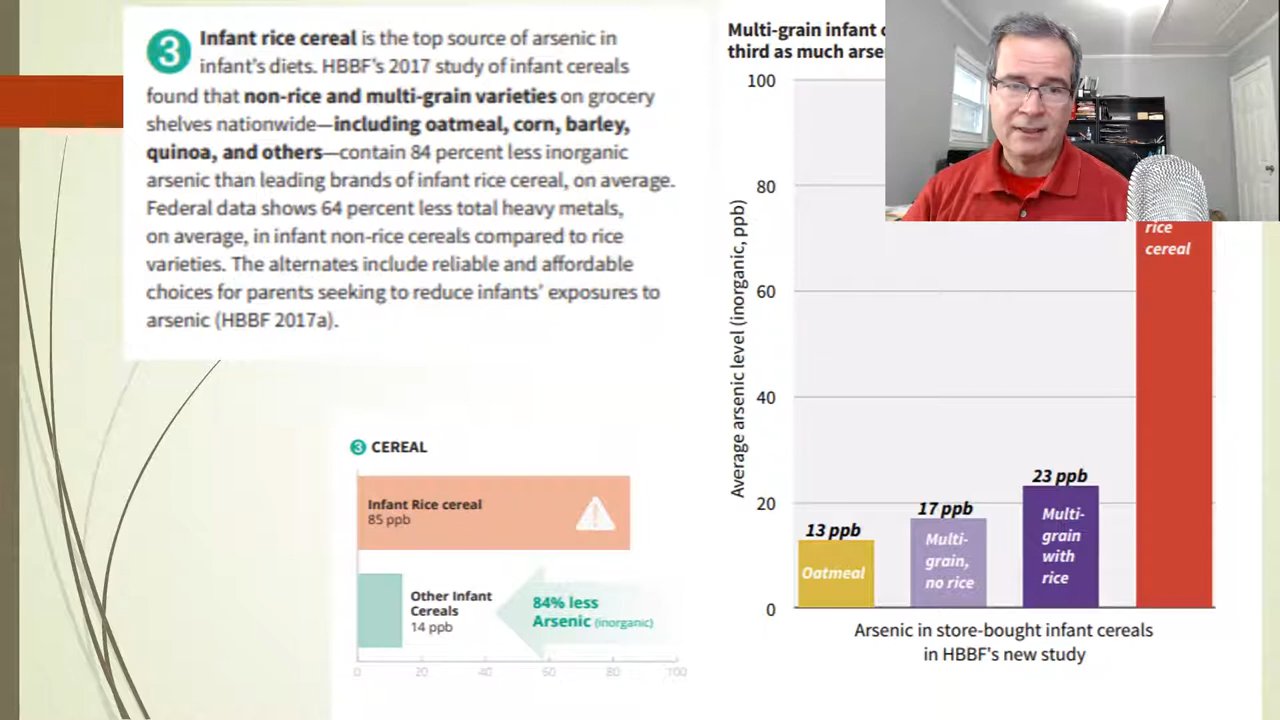 3 Infant rice cereal is the top source of arsenic in
infant's diets. HBBF's 2017 study of infant cereals
found that non-rice and multi-grain varieties on grocery
shelves nationwide—including oatmeal, corn, barley,
quinoa, and others—contain 84 percent less inorganic
arsenic than leading brands of infant rice cereal, on average.
Federal data shows 64 percent less total heavy metals,
on average, in infant non-rice cereals compared to rice
varieties. The alternates include reliable and affordable
choices for parents seeking to reduce infants' exposures to
arsenic (HBBF 2017a).
3 CEREAL
Infant Rice cereal
85 ppb
Other Infant
Cereals
14 ppb
84% less
Arsenic (inorganic)
0 20 40 60 80 100
Multi-grain infant
third as much
Average arsenic level (inorganic, ppb)
100
80
60
40
20
0
13 ppb
Oatmeal
17 ppb
Multi-
grain,
no rice
23 ppb
Multi-
grain
with
rice
rice
cereal
Arsenic in store-bought infant cereals
in HBBF's new study